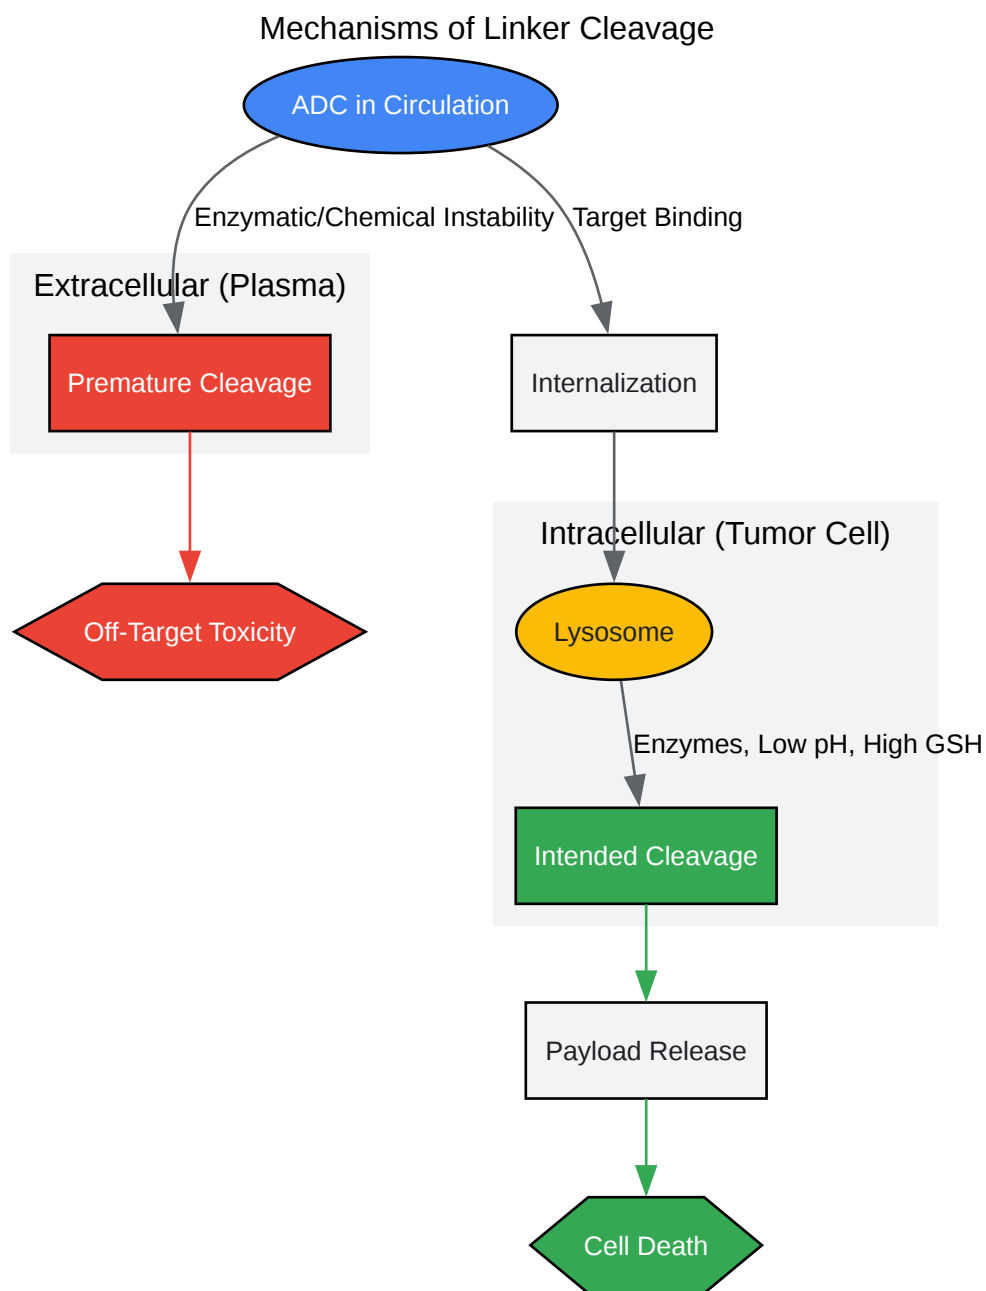 Mechanisms of Linker Cleavage
ADC in Circulation
Enzymatic/Chemical Instability
Target Binding
Extracellular (Plasma)
Premature Cleavage
Internalization
Intracellular (Tumor Cell)
Off-Target Toxicity
Lysosome
Enzymes, Low pH, High GSH
Intended Cleavage
Payload Release
Cell Death